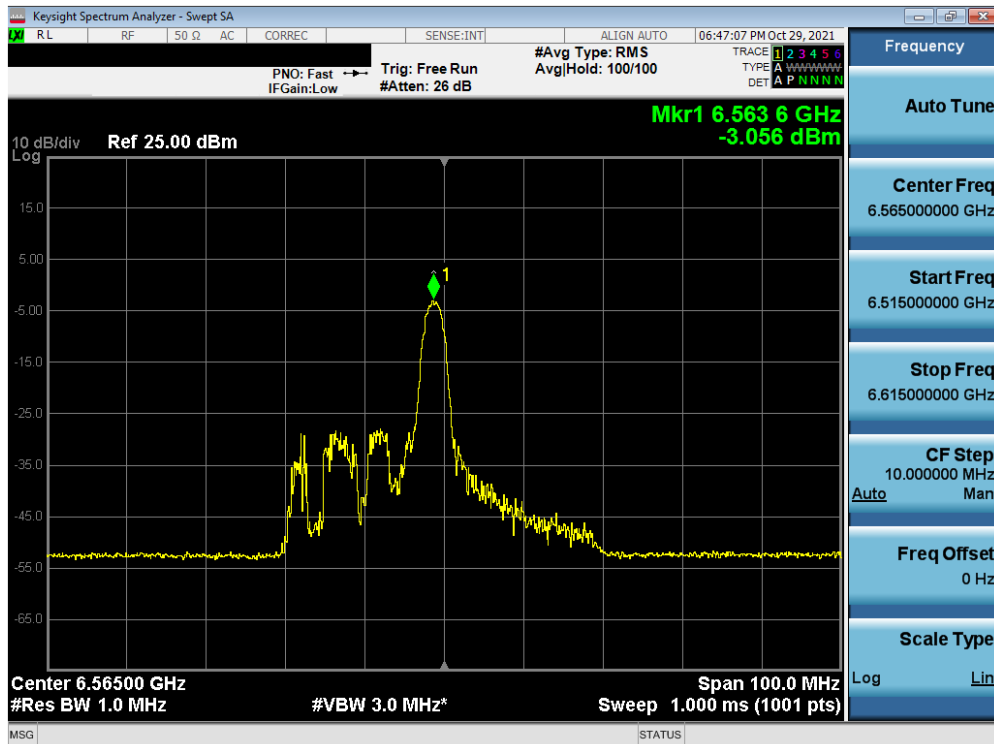 Keysight Spectrum Analyzer - Swept SA
LXI RL RF 50 Ω AC CORREC SENSE:INT ALIGN AUTO 06:47:07 PM Oct 29, 2021
PNO: Fast
IFGain:Low
Trig: Free Run
#Atten: 26 dB
#Avg Type: RMS
Avg|Hold: 100/100
TRACE 1 2 3 4 5 6
TYPE A W W W W W
DET A P N N N N
Mkr1 6.563 6 GHz
-3.056 dBm
10 dB/div Ref 25.00 dBm
Log
15.0
5.00
1
-5.00
-15.0
-25.0
-35.0
-45.0
-55.0
-65.0
Center 6.56500 GHz Span 100.0 MHz
#Res BW 1.0 MHz #VBW 3.0 MHz* Sweep 1.000 ms (1001 pts)
MSG STATUS
Frequency
Auto Tune
Center Freq
6.565000000 GHz
Start Freq
6.515000000 GHz
Stop Freq
6.615000000 GHz
CF Step
10.000000 MHz
Auto Man
Freq Offset
0 Hz
Scale Type
Log Lin